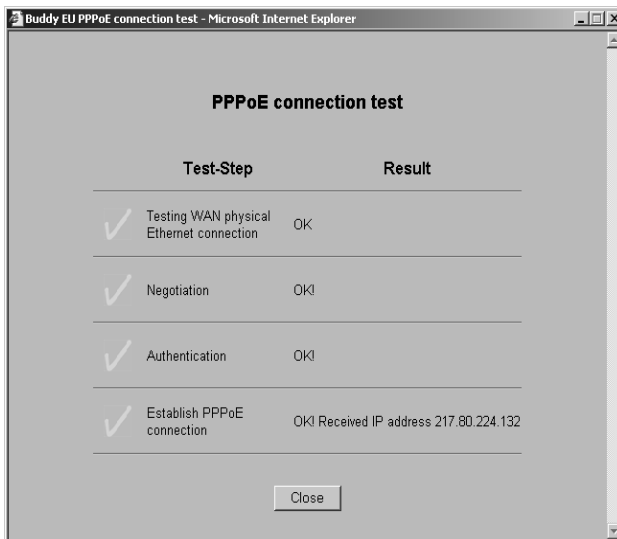 Buddy EU PPPoE connection test - Microsoft Internet Explorer
PPPoE connection test
Test-Step Result
Testing WAN physical
Ethernet connection
OK
Negotiation OK!
Authentication OK!
Establish PPPoE
connection
OK! Received IP address 217.80.224.132
Close